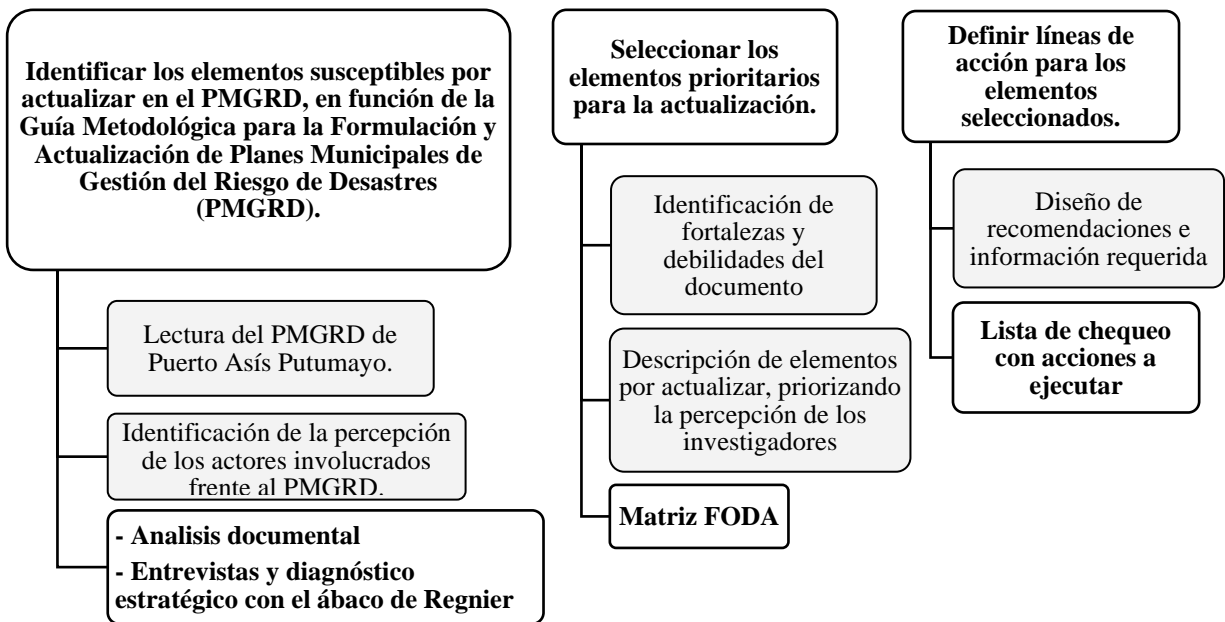 Identificar los elementos susceptibles por
actualizar en el PMGRD, en función de la
Guía Metodológica para la Formulación y
Actualización de Planes Municipales de
Gestión del Riesgo de Desastres
(PMGRD).
Lectura del PMGRD de
Puerto Asís Putumayo.
Identificación de la percepción
de los actores involucrados
frente al PMGRD.
- Analisis documental
- Entrevistas y diagnóstico
estratégico con el ábaco de Regnier
Seleccionar los
elementos prioritarios
para la actualización.
Identificación de
fortalezas y
debilidades del
documento
Descripción de elementos
por actualizar, priorizando
la percepción de los
investigadores
Matriz FODA
Definir líneas de
acción para los
elementos
seleccionados.
Diseño de
recomendaciones e
información requerida
Lista de chequeo
con acciones a
ejecutar